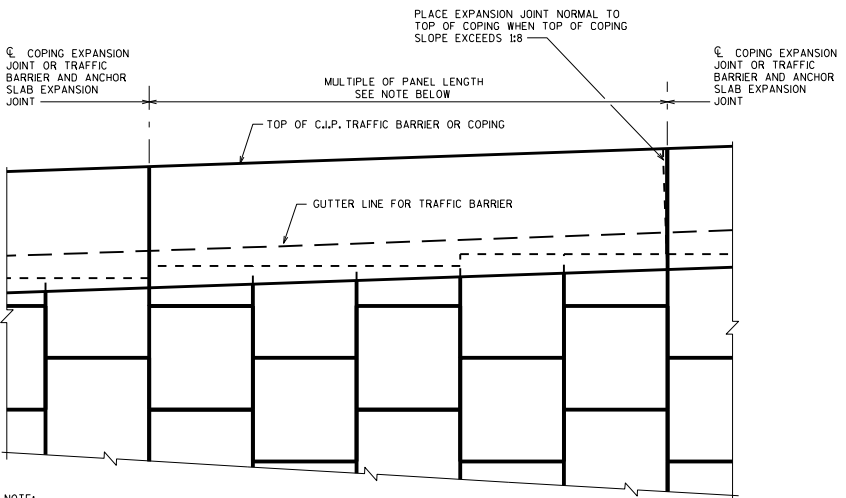 PLACE EXPANSION JOINT NORMAL TO
TOP OF COPING WHEN TOP OF COPING
SLOPE EXCEEDS 1:8
℄ COPING EXPANSION
JOINT OR TRAFFIC
BARRIER AND ANCHOR
SLAB EXPANSION
JOINT
MULTIPLE OF PANEL LENGTH
SEE NOTE BELOW
℄ COPING EXPANSION
JOINT OR TRAFFIC
BARRIER AND ANCHOR
SLAB EXPANSION
JOINT
TOP OF C.I.P. TRAFFIC BARRIER OR COPING
GUTTER LINE FOR TRAFFIC BARRIER
NOTE: